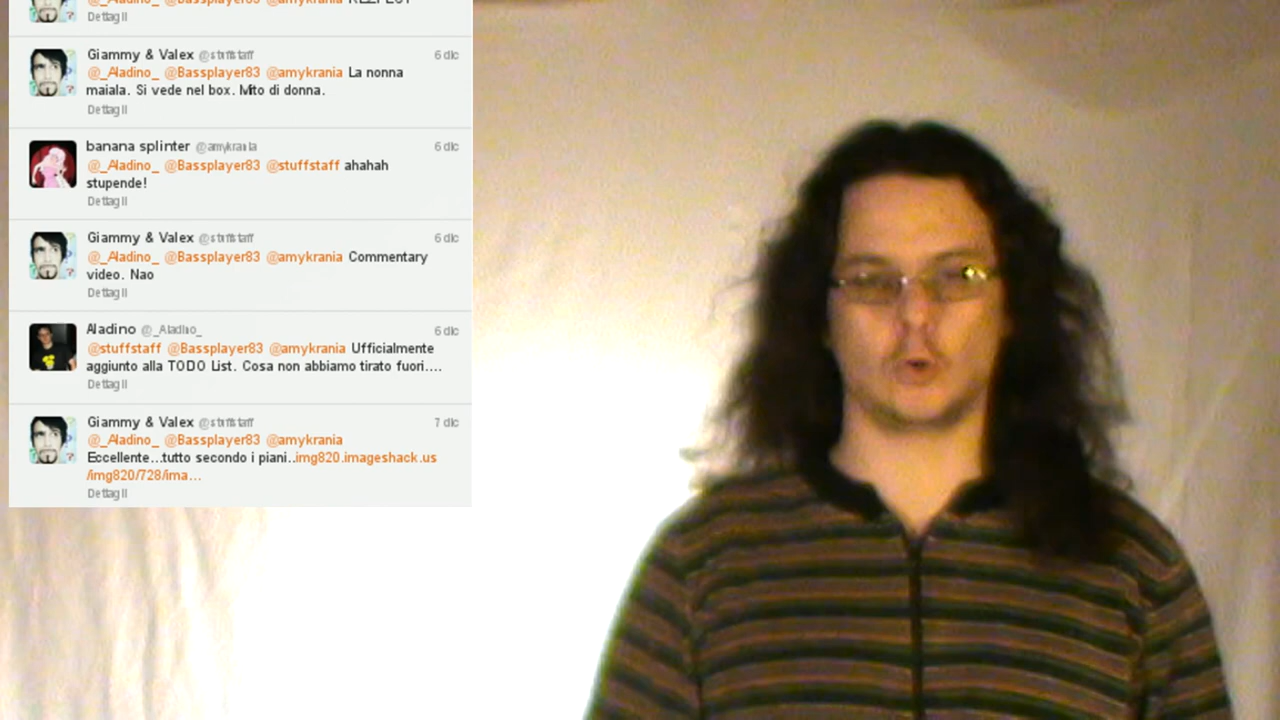 @_Aladino_ @Bassplayer83 @amykrania
Dettagli
Giammy & Valex @stuffstaff 6 dic
@_Aladino_ @Bassplayer83 @amykrania La nonna
maiala. Si vede nel box. Mito di donna.
Dettagli
banana splinter @amykrania 6 dic
@_Aladino_ @Bassplayer83 @stuffstaff ahahah
stupende!
Dettagli
Giammy & Valex @stuffstaff 6 dic
@_Aladino_ @Bassplayer83 @amykrania Commentary
video. Nao
Dettagli
Aladino @_Aladino_ 6 dic
@stuffstaff @Bassplayer83 @amykrania Ufficialmente
aggiunto alla TODO List. Cosa non abbiamo tirato fuori....
Dettagli
Giammy & Valex @stuffstaff 7 dic
@_Aladino_ @Bassplayer83 @amykrania
Eccellente...tutto secondo i piani..img820.imageshack.us
/img820/728/ima...
Dettagli